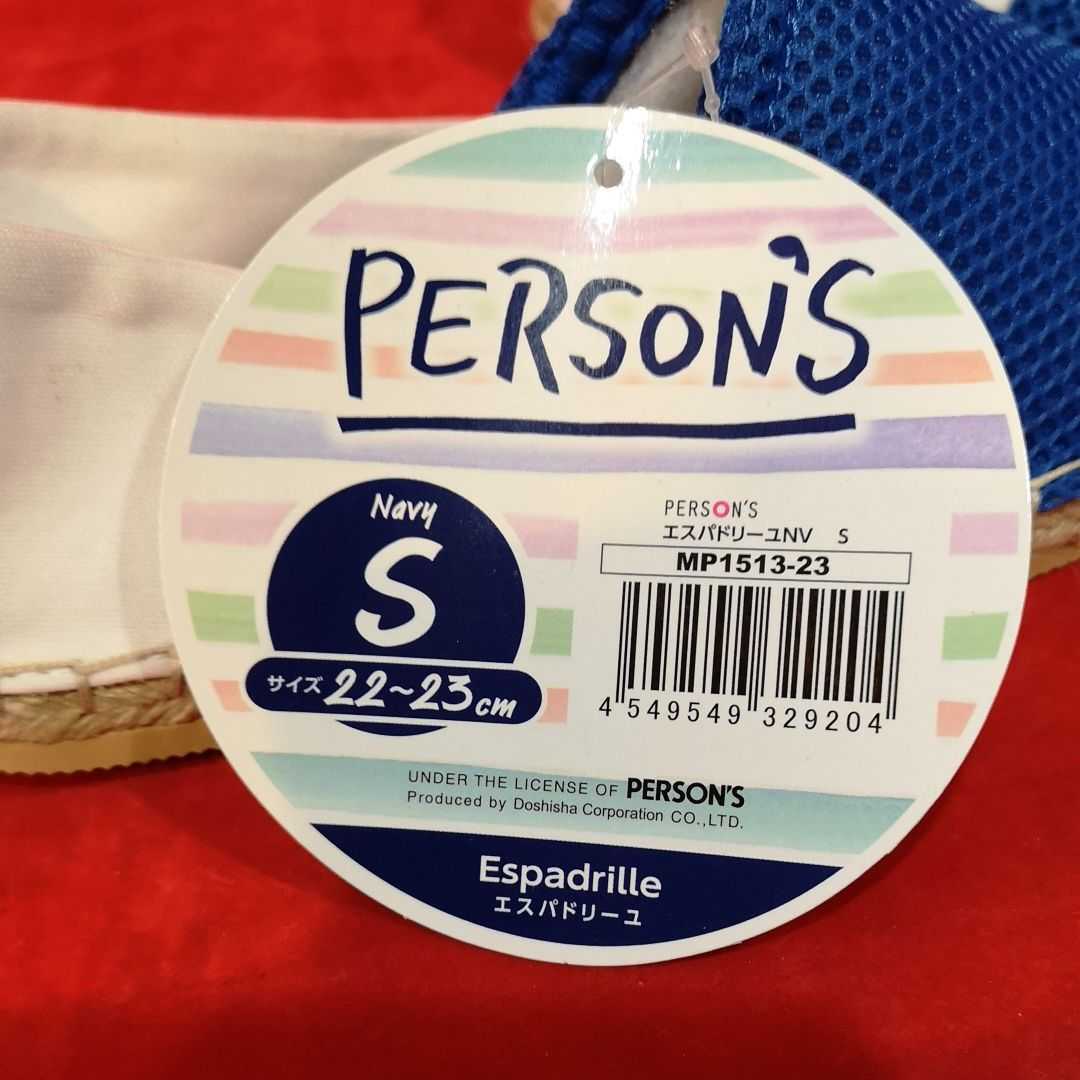 PERSON'S
Navy
S
サイズ 22~23cm
PERSON'S
エスパドリーユNV S
MP1513-23
4 549549 329204
UNDER THE LICENSE OF PERSON'S
Produced by Doshisha Corporation CO.,LTD.
Espadrille
エスパドリーユ